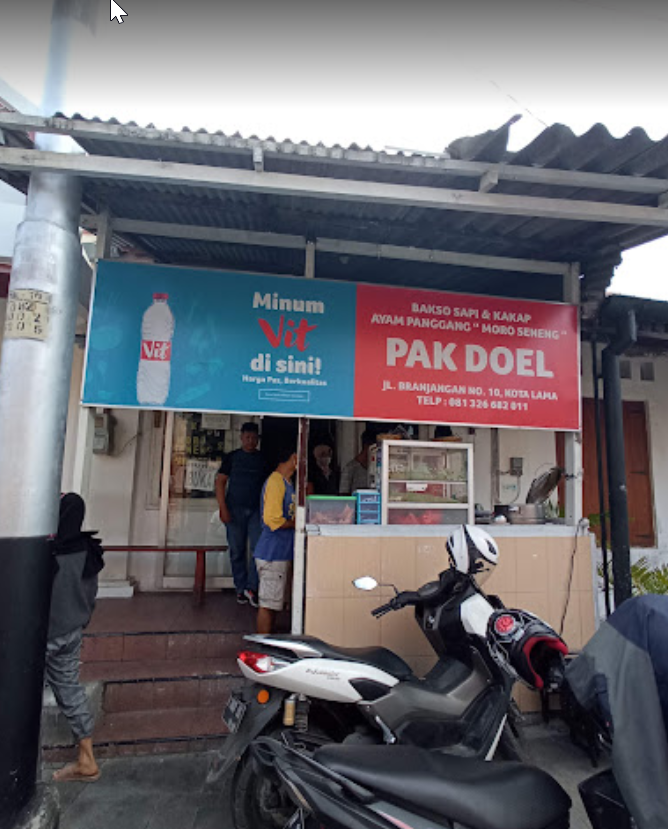 Minum
Vit
di sini!
Harga Pas, Berkualitas
Vit
BAKSO SAPI & KAKAP
AYAM PANGGANG " MORO SENENG "
PAK DOEL
JL. BRANJANGAN NO. 10, KOTA LAMA
TELP : 081 326 682 011